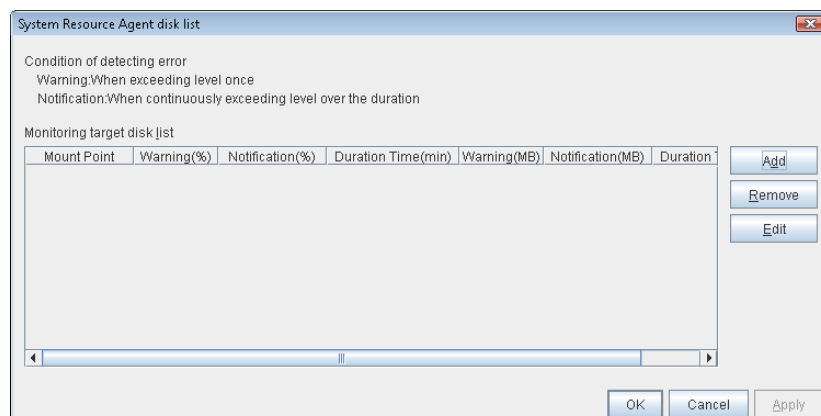 System Resource Agent disk list
Condition of detecting error
Warning:When exceeding level once
Notification:When continuously exceeding level over the duration
Monitoring target disk list
Mount Point Warning(%) Notification(%) Duration Time(min) Warning(MB) Notification(MB) Duration
Add
Remove
Edit
OK Cancel Apply